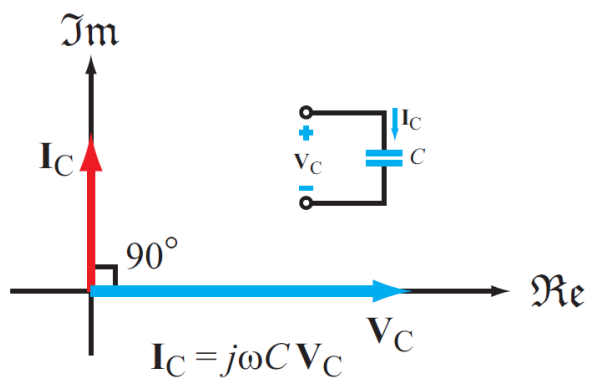 ℑm
I_C
+
I_C
V_C
C
−
90°
ℜe
V_C
I_C = jωC V_C